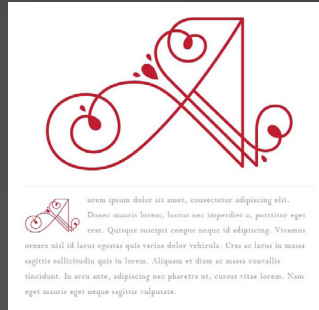 A
A orem ipsum dolor sit amet, consectetur adipiscing elit.
Donec mauris lorem, luctus nec imperdiet a, porttitor eget
erat. Quisque suscipit congue neque id adipiscing. Vivamus
ornare nisl id lacus egestas quis varius dolor vehicula. Cras ac lacus in massa
sagittis sollicitudin quis in lorem. Aliquam et diam ac massa convallis
tincidunt. In arcu ante, adipiscing nec pharetra ut, cursus vitae lorem. Nam
eget mauris eget neque sagittis vulputate.